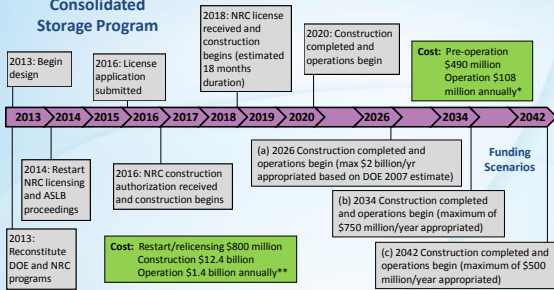 Consolidated
Storage Program
2013: Begin
design
2016: License
application
submitted
2018: NRC license
received and
construction
begins (estimated
18 months
duration)
2020: Construction
completed and
operations begin
Cost: Pre-operation
$490 million
Operation $108
million annually*
2013 2014 2015 2016 2017 2018 2019 2020 2026 2034 2042
2014: Restart
NRC licensing
and ASLB
proceedings
2016: NRC construction
authorization received
and construction begins
(a) 2026 Construction completed and
operations begin (max $2 billion/yr
appropriated based on DOE 2007 estimate)
Funding
Scenarios
(b) 2034 Construction completed
and operations begin (maximum of
$750 million/year appropriated)
2013:
Reconstitute
DOE and NRC
programs
Cost: Restart/relicensing $800 million
Construction $12.4 billion
Operation $1.4 billion annually**
(c) 2042 Construction completed and
operations begin (maximum of $500
million/year appropriated)